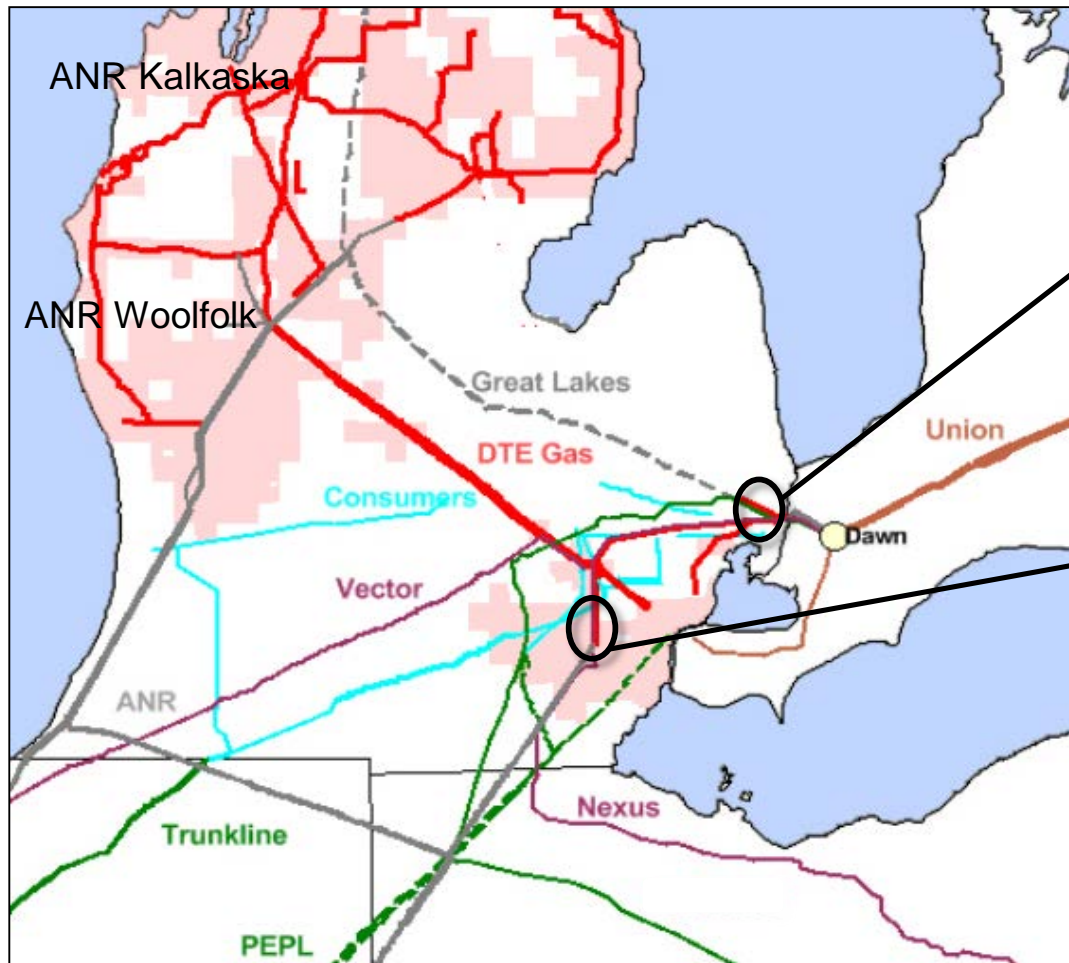 ANR Kalkaska
ANR Woolfolk
Great Lakes
Union
DTE Gas
Consumers
Dawn
Vector
ANR
Nexus
Trunkline
PEPL